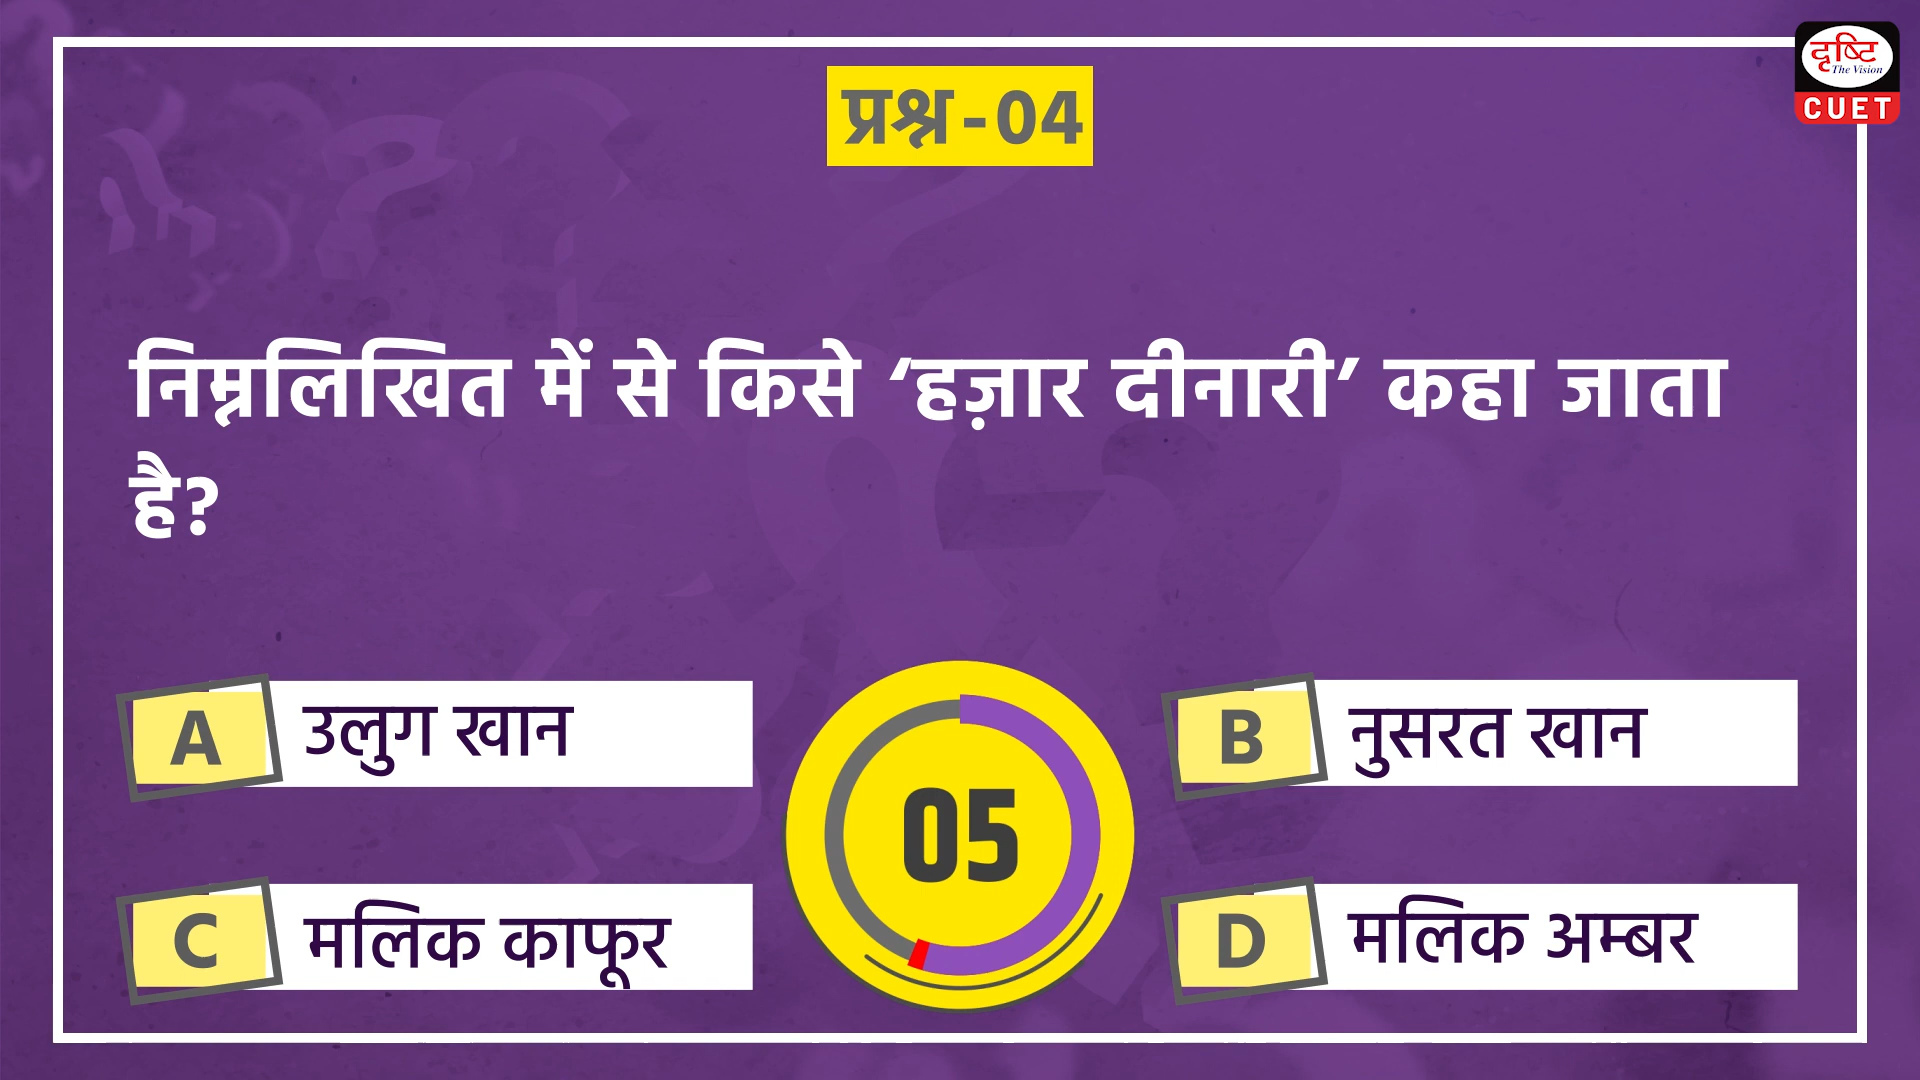 दृष्टि
The Vision
CUET
प्रश्न-04
निम्नलिखित में से किसे ‘हज़ार दीनारी’ कहा जाता
है?
A उलुग खान
B नुसरत खान
05
C मलिक काफूर
D मलिक अम्बर